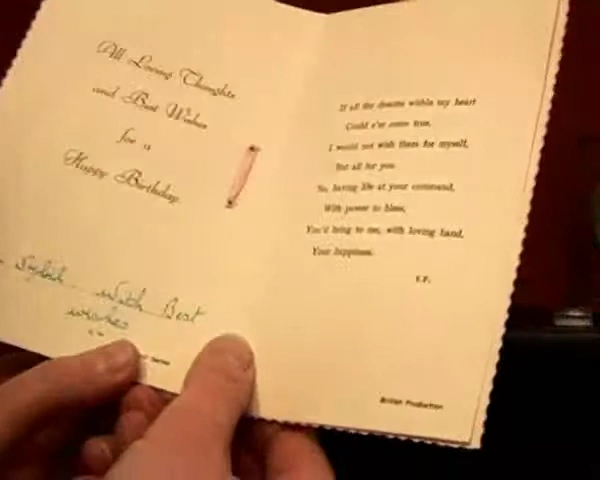 All Loving Thoughts
and Best Wishes
for a
Happy Birthday.
With Best
wishes
If all the dreams within my heart
Could e'er come true,
I would not wish them for myself,
But all for you.
So, having life at your command,
With power to bless,
You'd bring to me, with loving hand,
Your happiness.
British Production